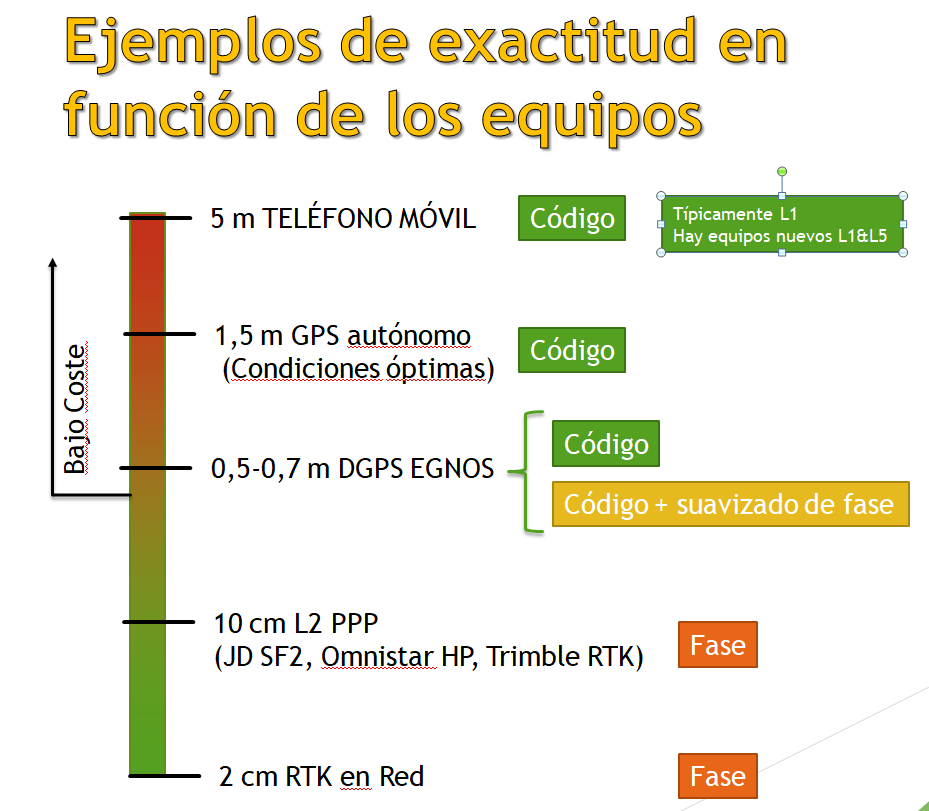 Ejemplos de exactitud en
función de los equipos
5 m TELÉFONO MÓVIL
Código
Típicamente L1
Hay equipos nuevos L1&L5
1,5 m GPS autónomo
(Condiciones óptimas)
Código
Bajo Coste
0,5-0,7 m DGPS EGNOS
Código
Código + suavizado de fase
10 cm L2 PPP
(JD SF2, Omnistar HP, Trimble RTK)
Fase
2 cm RTK en Red
Fase